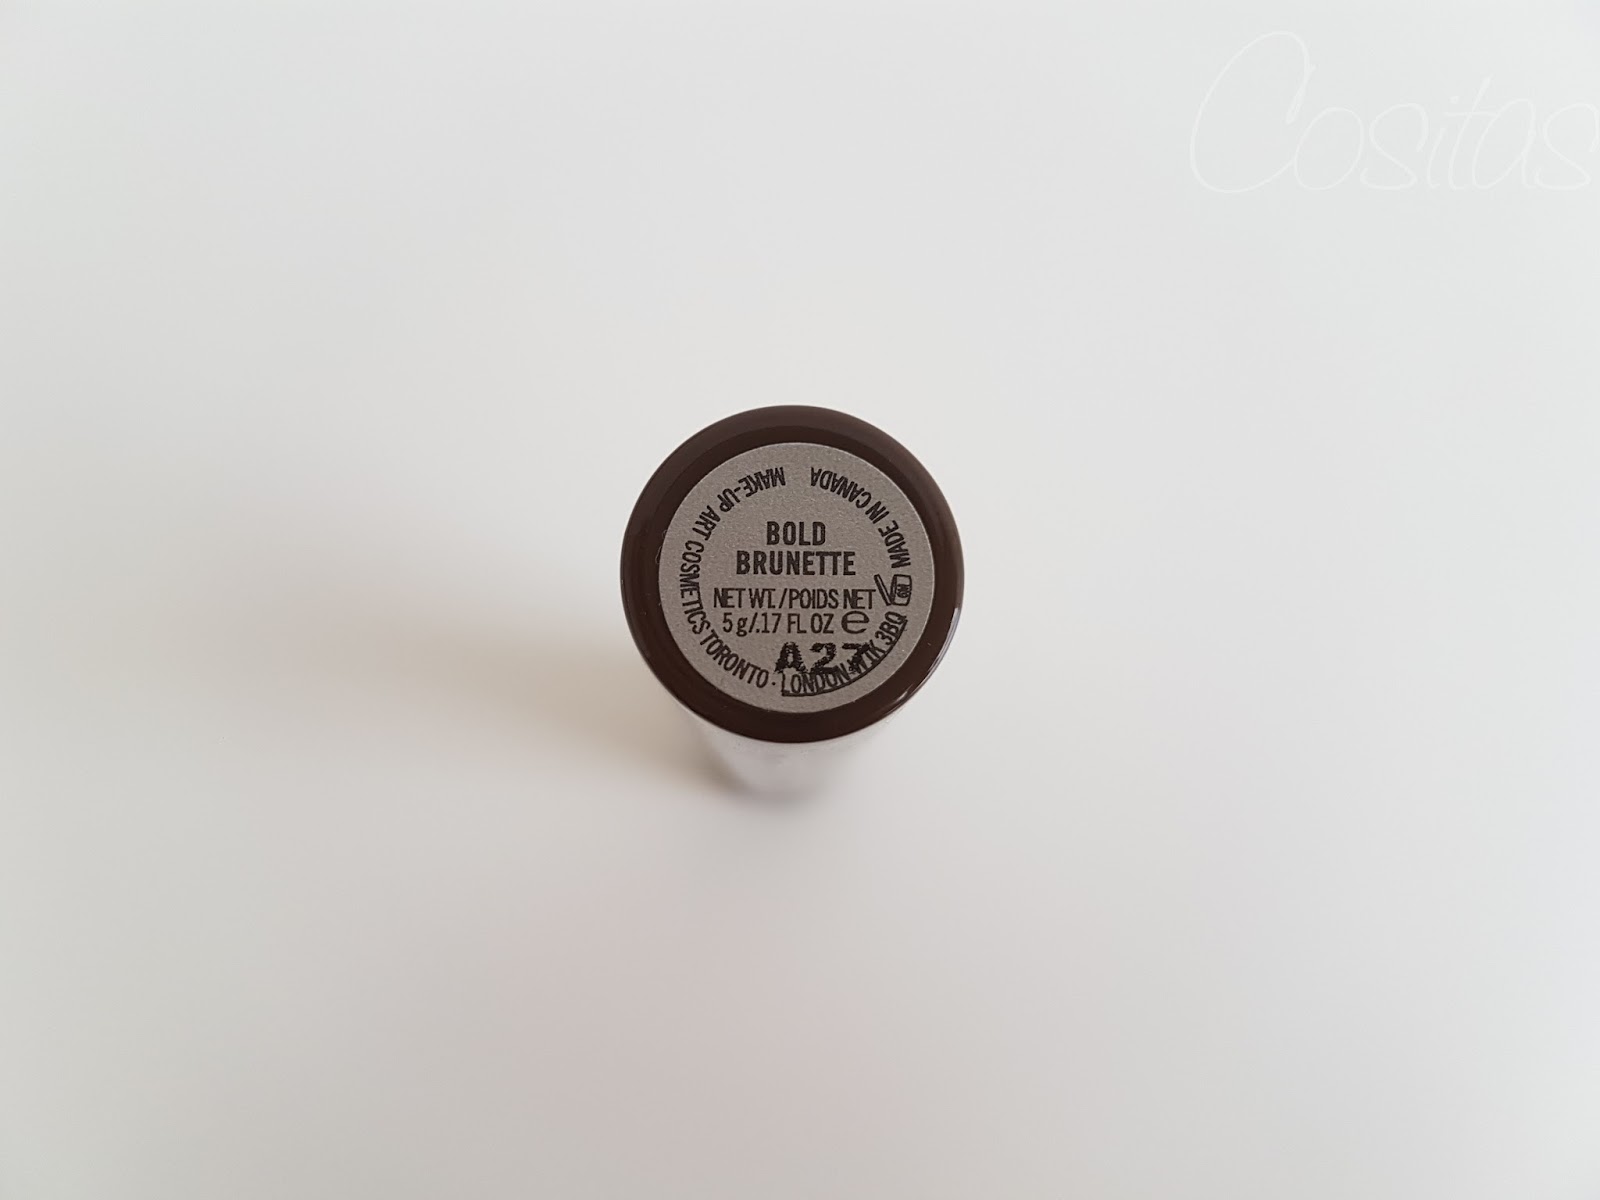 Cositas
BOLD
BRUNETTE
NET WT./POIDS NET
5 g/.17 FL OZ e
MAKE-UP ART COSMETICS TORONTO · LONDON W1K 3BQ
MADE IN CANADA